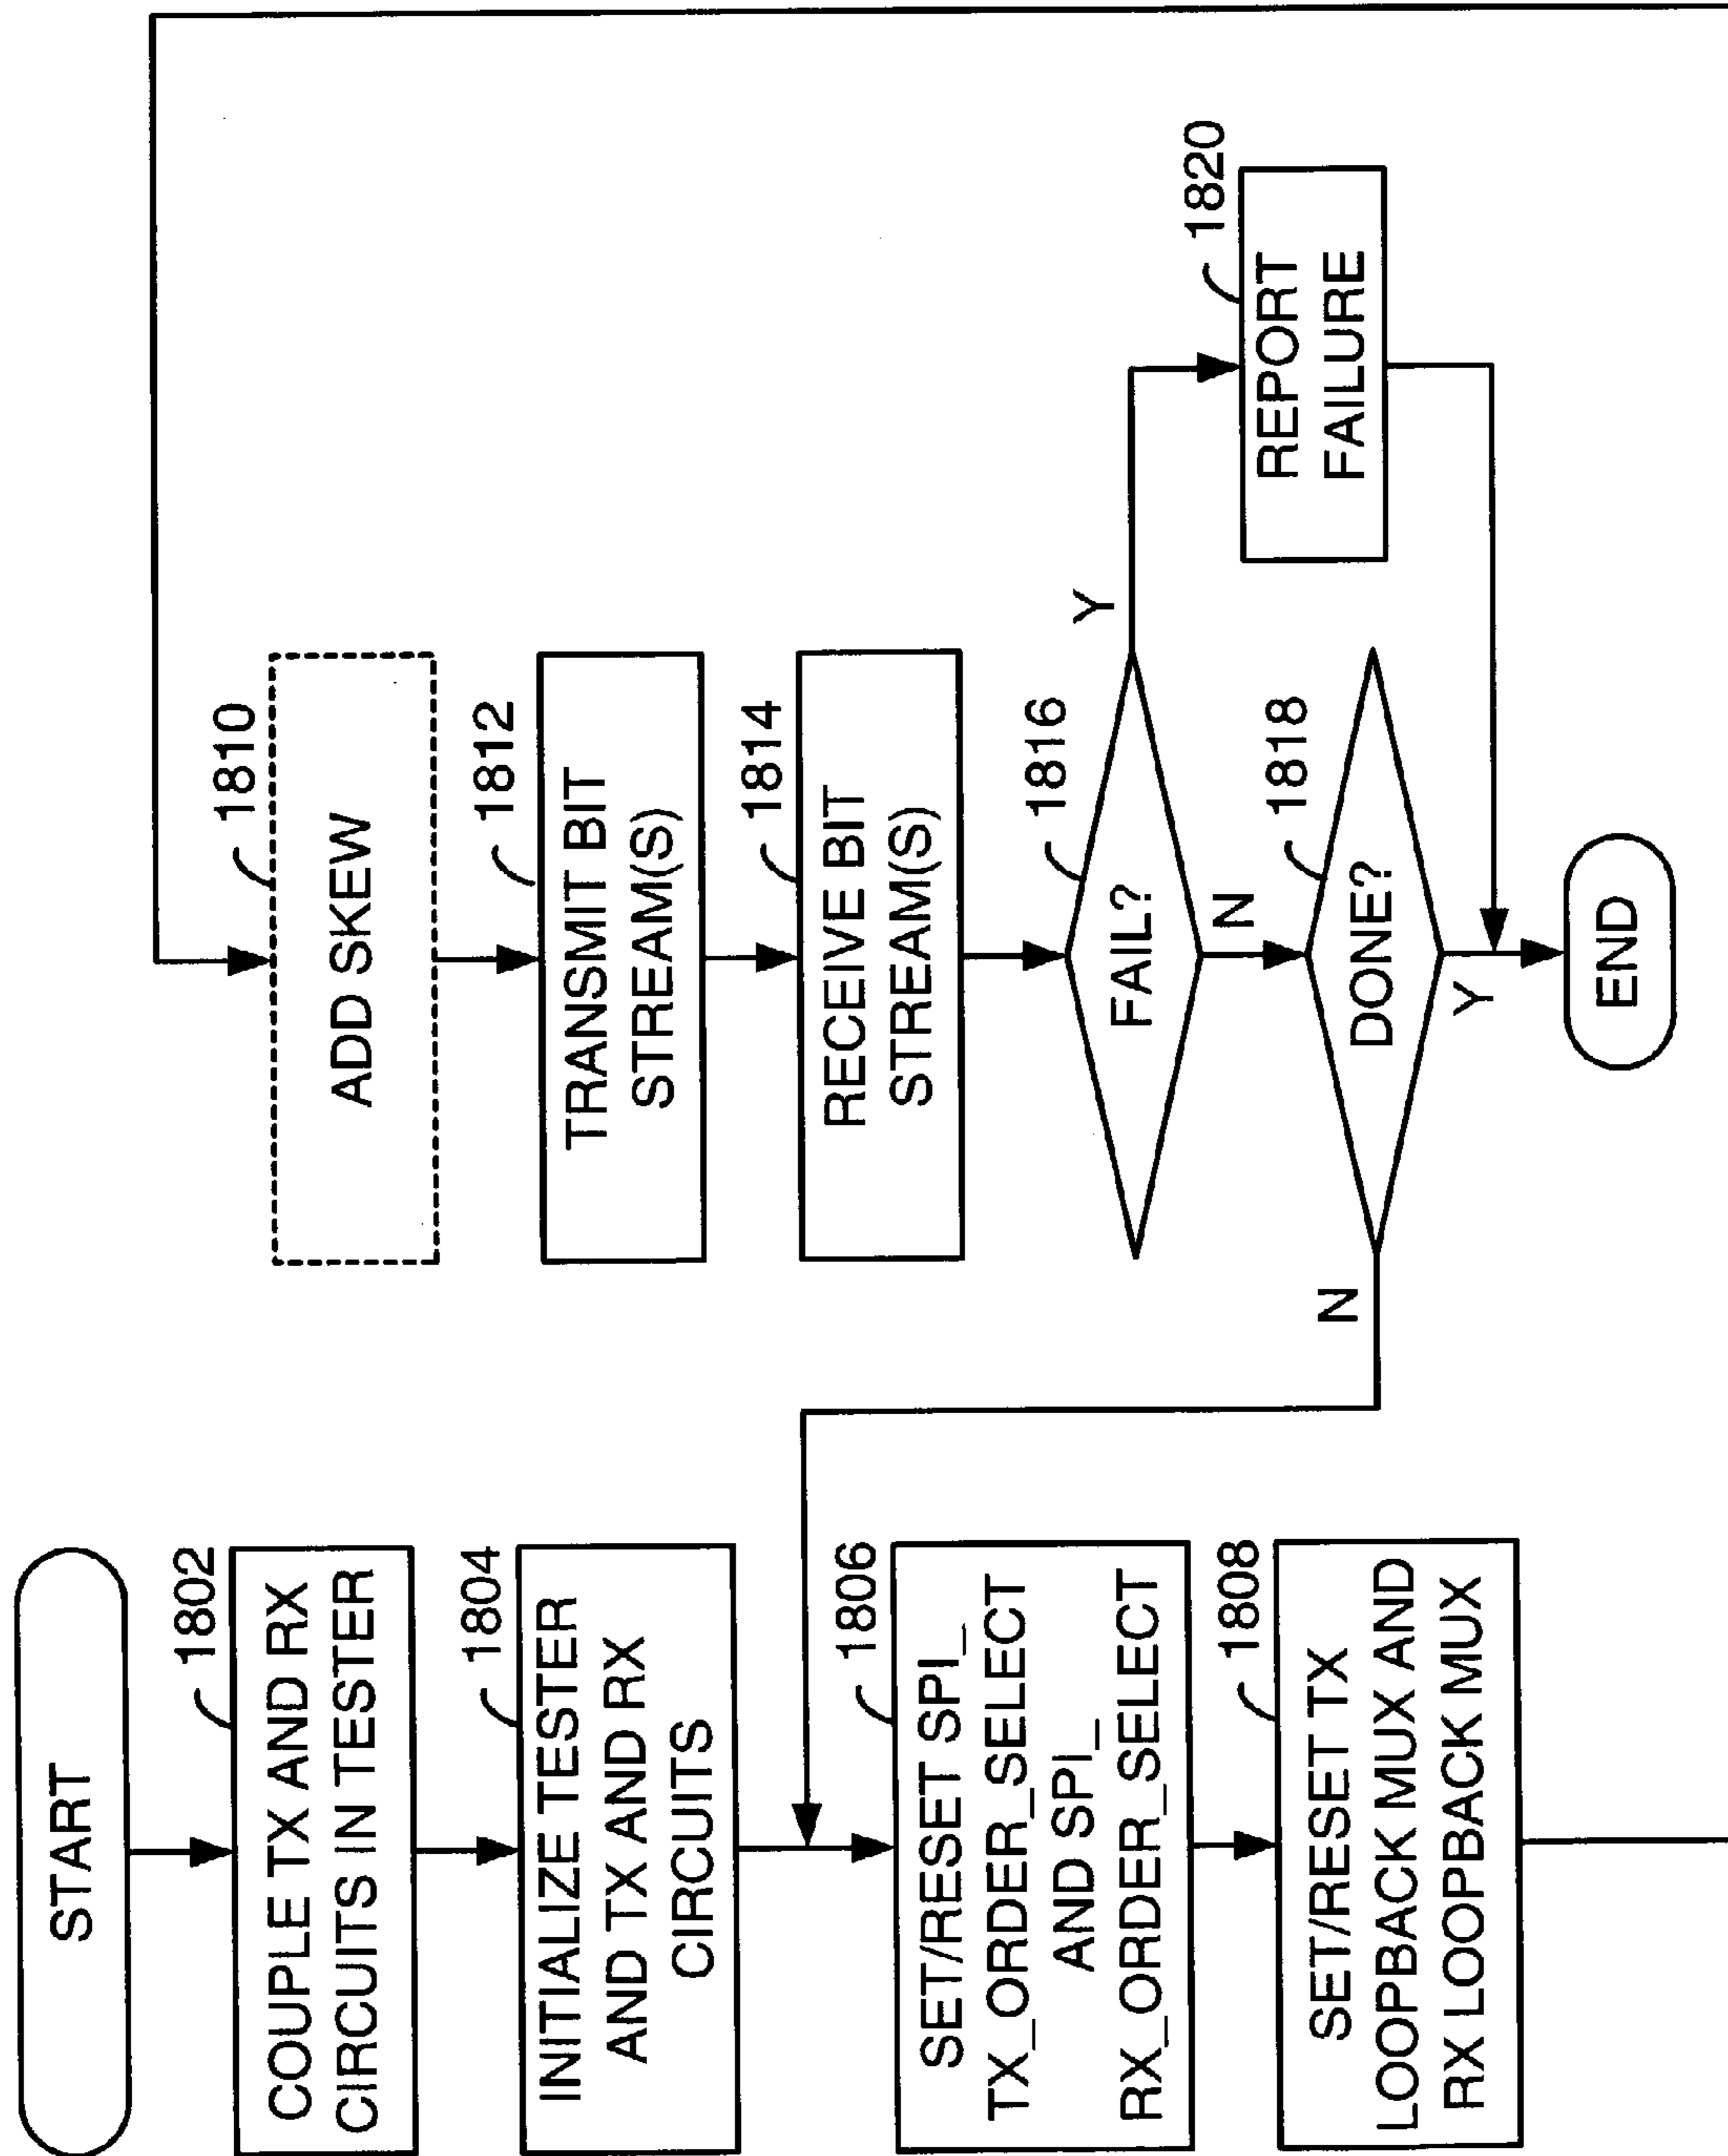 START
1802
COUPLE TX AND RX
CIRCUITS IN TESTER
1804
INITIALIZE TESTER
AND TX AND RX
CIRCUITS
1806
SET/RESET SPI_
TX_ORDER_SELECT
AND SPI_
RX_ORDER_SELECT
1808
SET/RESET TX
LOOPBACK MUX AND
RX LOOPBACK MUX
1810
ADD SKEW
1812
TRANSMIT BIT
STREAM(S)
1814
RECEIVE BIT
STREAM(S)
1816
FAIL?
Y
N
1818
DONE?
N
Y
1820
REPORT
FAILURE
END